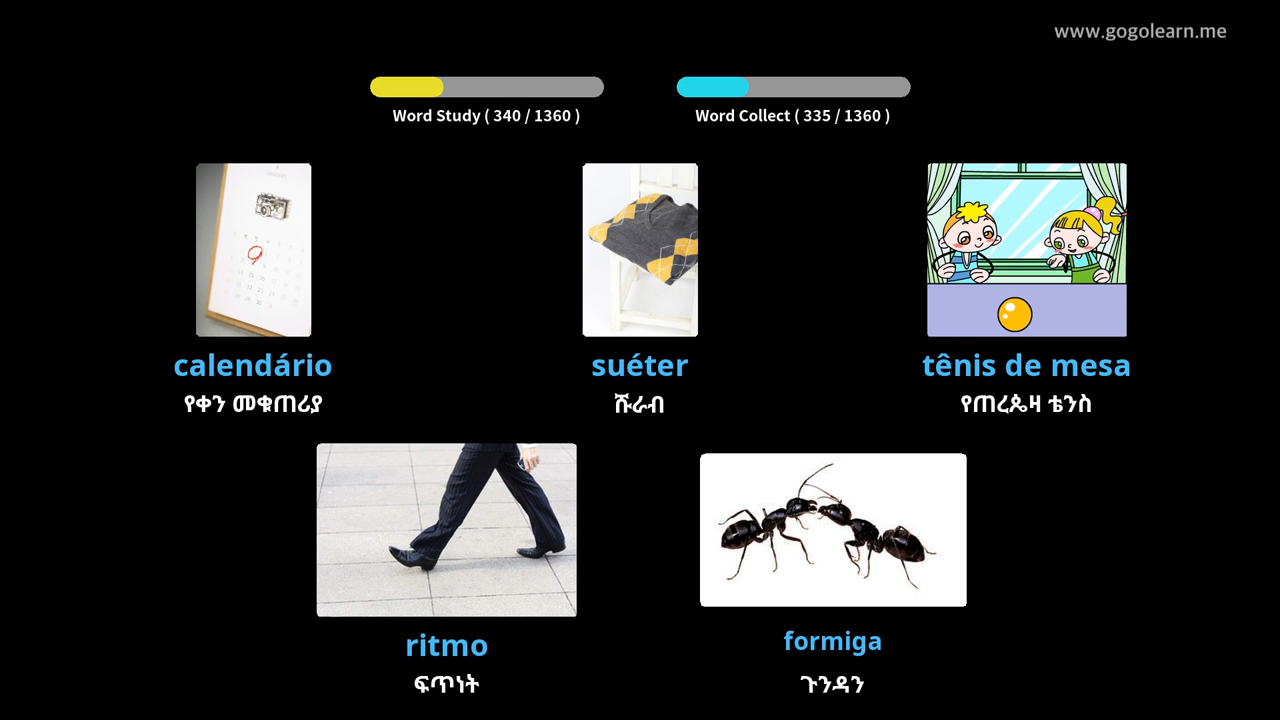 www.gogolearn.me
Word Study ( 340 / 1360 )
Word Collect ( 335 / 1360 )
calendário
የቀን መቁጠሪያ
suéter
ሹራብ
tênis de mesa
የጠረጴዛ ቴንስ
ritmo
ፍጥነት
formiga
ጉንዳን